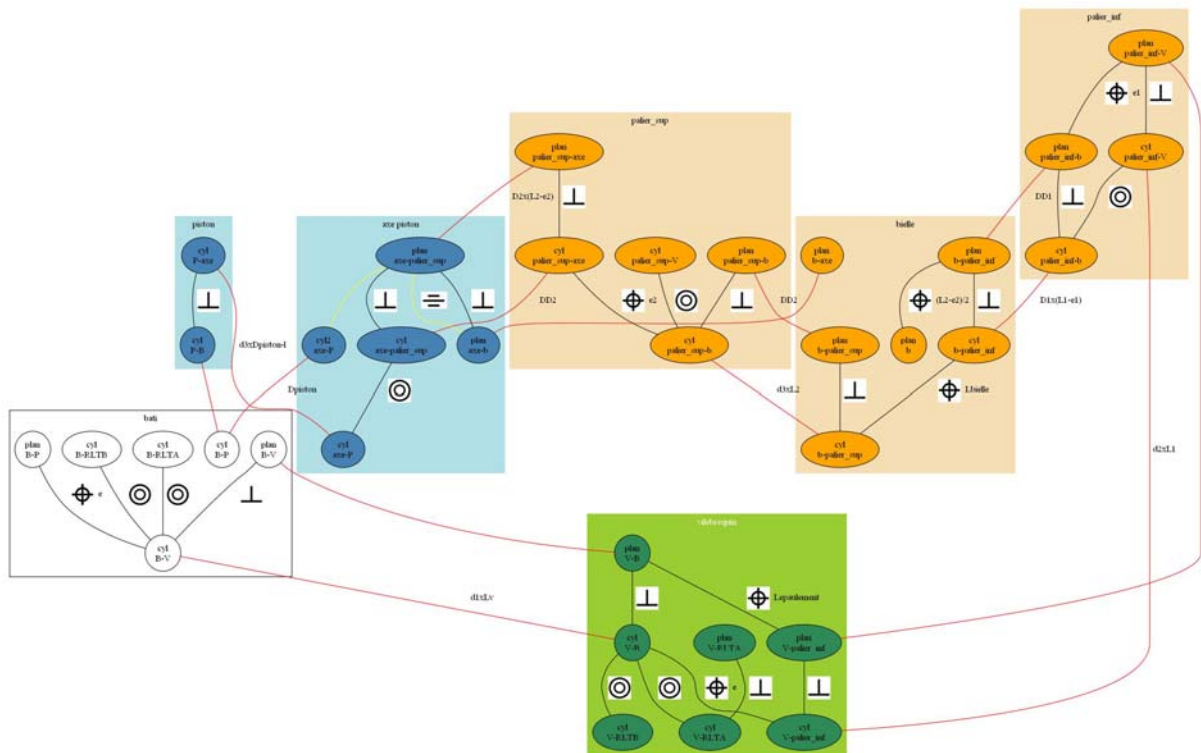 palier_inf
plan
palier_inf-V
e1
palier_sup
plan
palier_sup-axe
plan
palier_inf-b
cyl
palier_inf-V
D2x(L2-e2)
DD1
piston
axe piston
bielle
cyl
P-axe
plan
axe-palier_sup
cyl
palier_sup-axe
cyl
palier_sup-V
plan
palier_sup-b
plan
b-axe
plan
b-palier_inf
cyl
palier_inf-b
DD2
e2
DD2
(L2-e2)/2
D1x(L1-e1)
cyl
P-B
cyl2
axe-P
cyl
axe-palier_sup
plan
axe-b
cyl
palier_sup-b
plan
b-palier_sup
plan
b
cyl
b-palier_inf
d3xDpiston-l
Dpiston
d3xL2
Lbielle
bati
plan
B-P
cyl
B-RLTB
cyl
B-RLTA
cyl
B-P
plan
B-V
cyl
axe-P
cyl
b-palier_sup
d2xL1
e
cyl
B-V
vilebrequin
plan
V-B
d1xLv
Lepaulement
cyl
V-B
plan
V-RLTA
plan
V-palier_inf
e
cyl
V-RLTB
cyl
V-RLTA
cyl
V-palier_inf